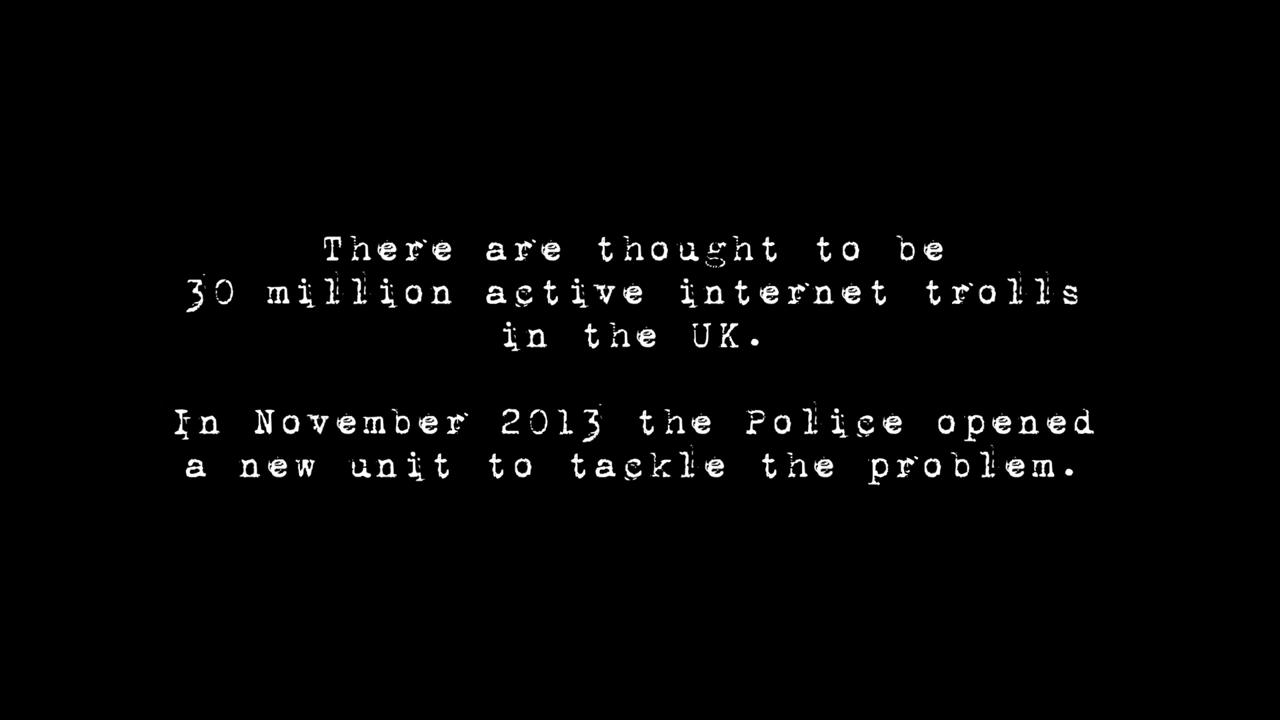 There are thought to be
30 million active internet trolls
in the UK.
In November 2013 the Police opened
a new unit to tackle the problem.